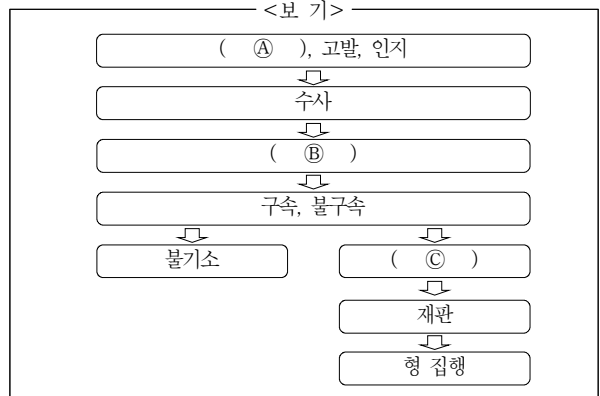 <보 기>
( Ⓐ ), 고발, 인지
수사
( Ⓑ )
구속, 불구속
불기소 ( Ⓒ )
재판
형 집행